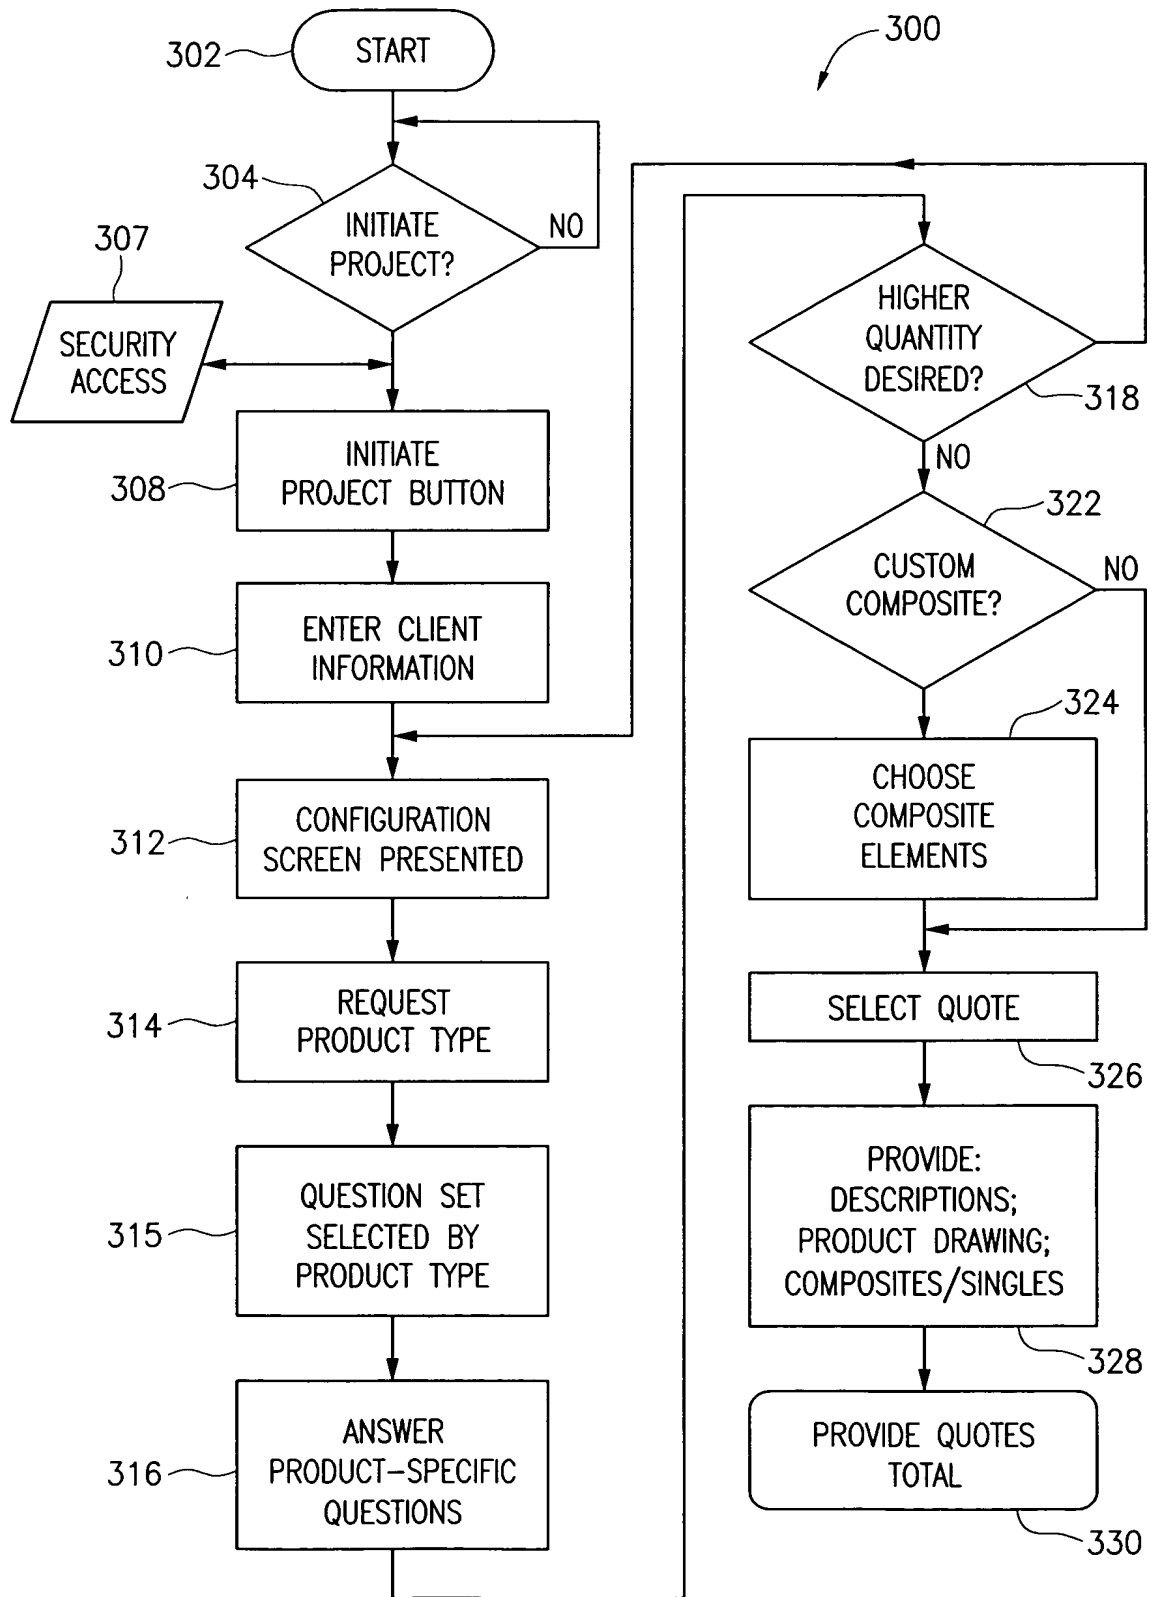 300
302
START
304
INITIATE
PROJECT?
NO
307
SECURITY
ACCESS
308
INITIATE
PROJECT BUTTON
310
ENTER CLIENT
INFORMATION
312
CONFIGURATION
SCREEN PRESENTED
314
REQUEST
PRODUCT TYPE
315
QUESTION SET
SELECTED BY
PRODUCT TYPE
316
ANSWER
PRODUCT-SPECIFIC
QUESTIONS
HIGHER
QUANTITY
DESIRED?
318
NO
322
CUSTOM
COMPOSITE?
NO
324
CHOOSE
COMPOSITE
ELEMENTS
SELECT QUOTE
326
PROVIDE:
DESCRIPTIONS;
PRODUCT DRAWING;
COMPOSITES/SINGLES
328
PROVIDE QUOTES
TOTAL
330